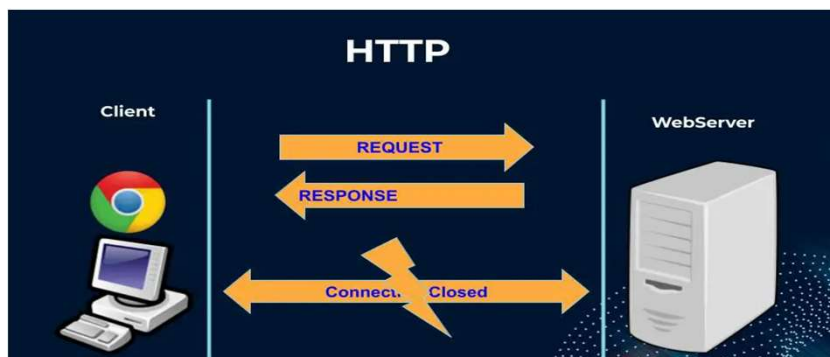 HTTP
Client
WebServer
REQUEST
RESPONSE
Closed